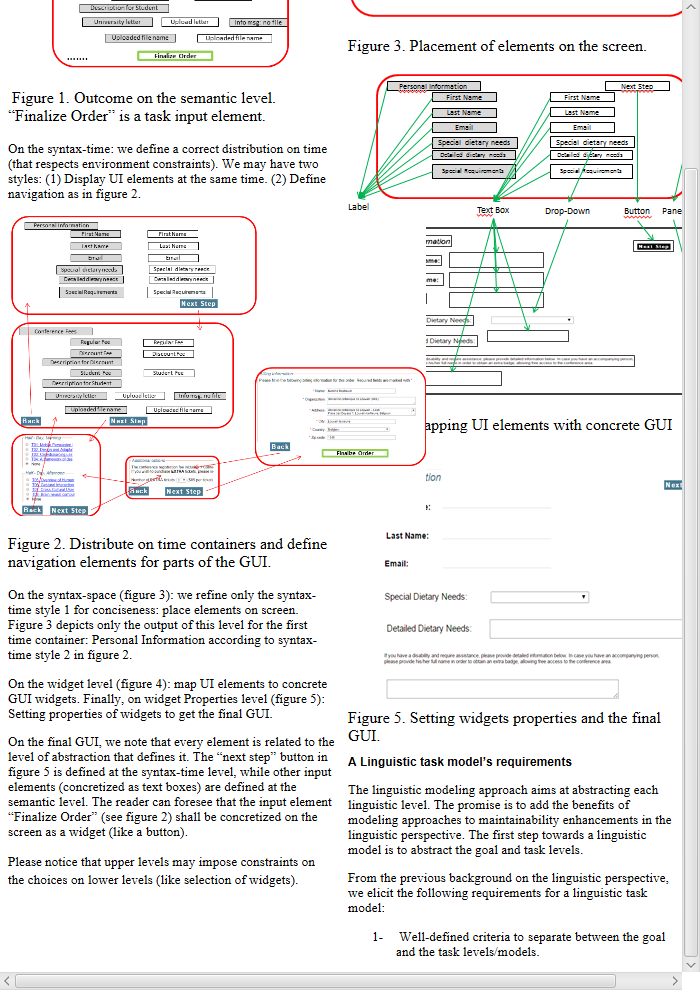 Description for Student
University letter
Upload letter
Info msg: no file
Uploaded file name
Uploaded file name
.......
Finalize Order
Figure 1. Outcome on the semantic level.
“Finalize Order” is a task input element.
On the syntax-time: we define a correct distribution on time
(that respects environment constraints). We may have two
styles: (1) Display UI elements at the same time. (2) Define
navigation as in figure 2.
Personal Information
First Name
First Name
Last Name
Last Name
Email
Email
Special dietary needs
Special dietary needs
Detailed dietary needs
Detailed dietary needs
Special Requirements
Special Requirements
Next Step
Conference Fees
Regular Fee
Regular Fee
Discount Fee
Discount Fee
Description for Discount
Student Fee
Student Fee
Description for Student
University letter
Upload letter
Info msg: no file
Uploaded file name
Uploaded file name
Back
Next Step
Back
Next Step
Back
Next Step
Back
Finalize Order
Figure 2. Distribute on time containers and define
navigation elements for parts of the GUI.
On the syntax-space (figure 3): we refine only the syntax-
time style 1 for conciseness: place elements on screen.
Figure 3 depicts only the output of this level for the first
time container: Personal Information according to syntax-
time style 2 in figure 2.
On the widget level (figure 4): map UI elements to concrete
GUI widgets. Finally, on widget Properties level (figure 5):
Setting properties of widgets to get the final GUI.
On the final GUI, we note that every element is related to the
level of abstraction that defines it. The “next step” button in
figure 5 is defined at the syntax-time level, while other input
elements (concretized as text boxes) are defined at the
semantic level. The reader can foresee that the input element
“Finalize Order” (see figure 2) shall be concretized on the
screen as a widget (like a button).
Please notice that upper levels may impose constraints on
the choices on lower levels (like selection of widgets).
Figure 3. Placement of elements on the screen.
Personal Information
Next Step
First Name
First Name
Last Name
Last Name
Email
Email
Special dietary needs
Special dietary needs
Detailed dietary needs
Detailed dietary needs
Special Requirements
Special Requirements
Label
Text Box
Drop-Down
Button
Pane
mation
Next Step
me:
me:
Dietary Needs:
Dietary Needs:
apping UI elements with concrete GUI
tion
Next
:
Last Name:
Email:
Special Dietary Needs:
Detailed Dietary Needs:
If you have a disability and require assistance, please provide detailed information below. In case you have an accompanying person,
please provide his/her full name in order to obtain an extra badge, allowing free access to the conference area.
Figure 5. Setting widgets properties and the final
GUI.
A Linguistic task model’s requirements
The linguistic modeling approach aims at abstracting each
linguistic level. The promise is to add the benefits of
modeling approaches to maintainability enhancements in the
linguistic perspective. The first step towards a linguistic
model is to abstract the goal and task levels.
From the previous background on the linguistic perspective,
we elicit the following requirements for a linguistic task
model:
1- Well-defined criteria to separate between the goal
and the task levels/models.